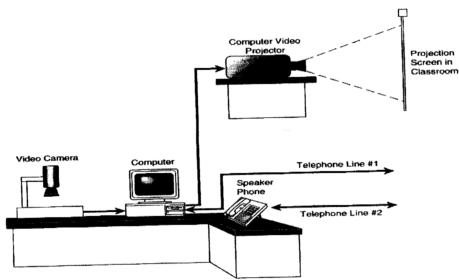 Computer Video
Projector
Projection
Screen in
Classroom
Video Camera
Computer
Telephone Line #1
Speaker
Phone
Telephone Line #2